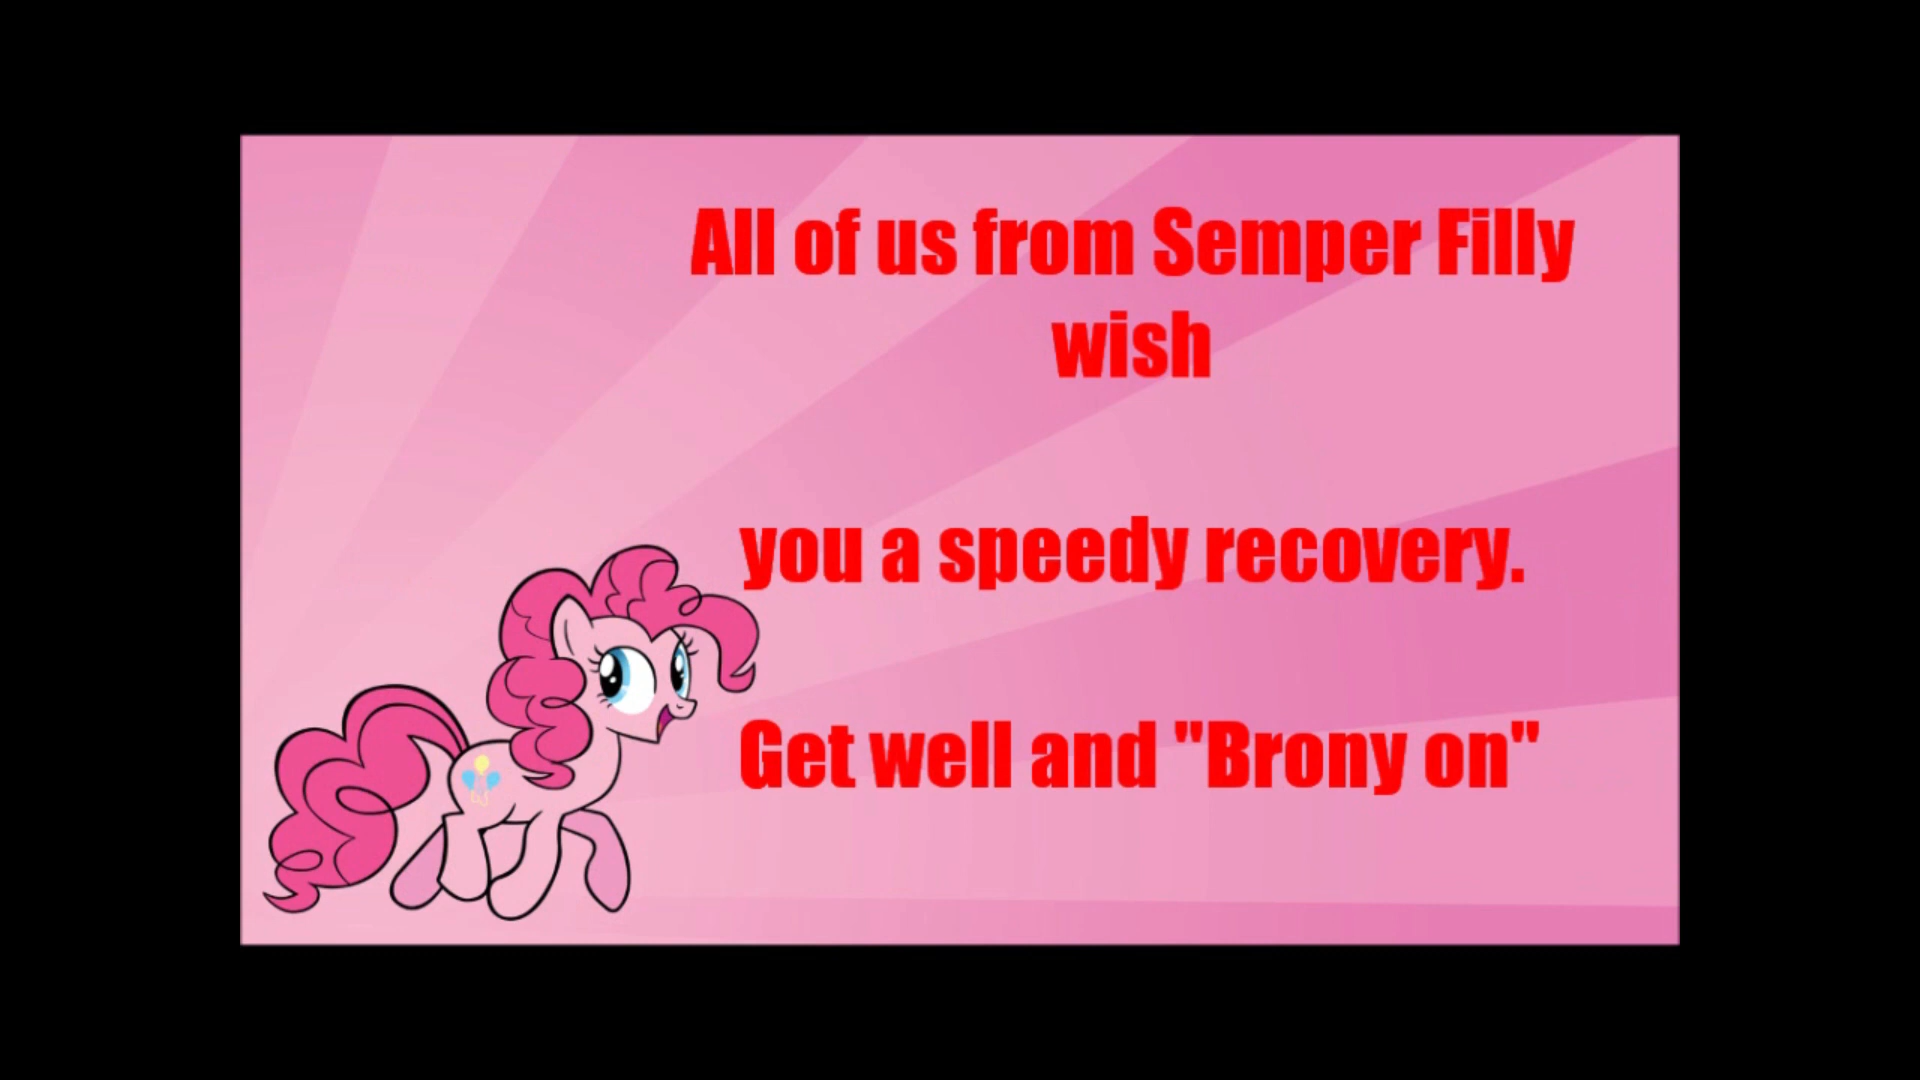 All of us from Semper Filly
wish
you a speedy recovery.
Get well and "Brony on"